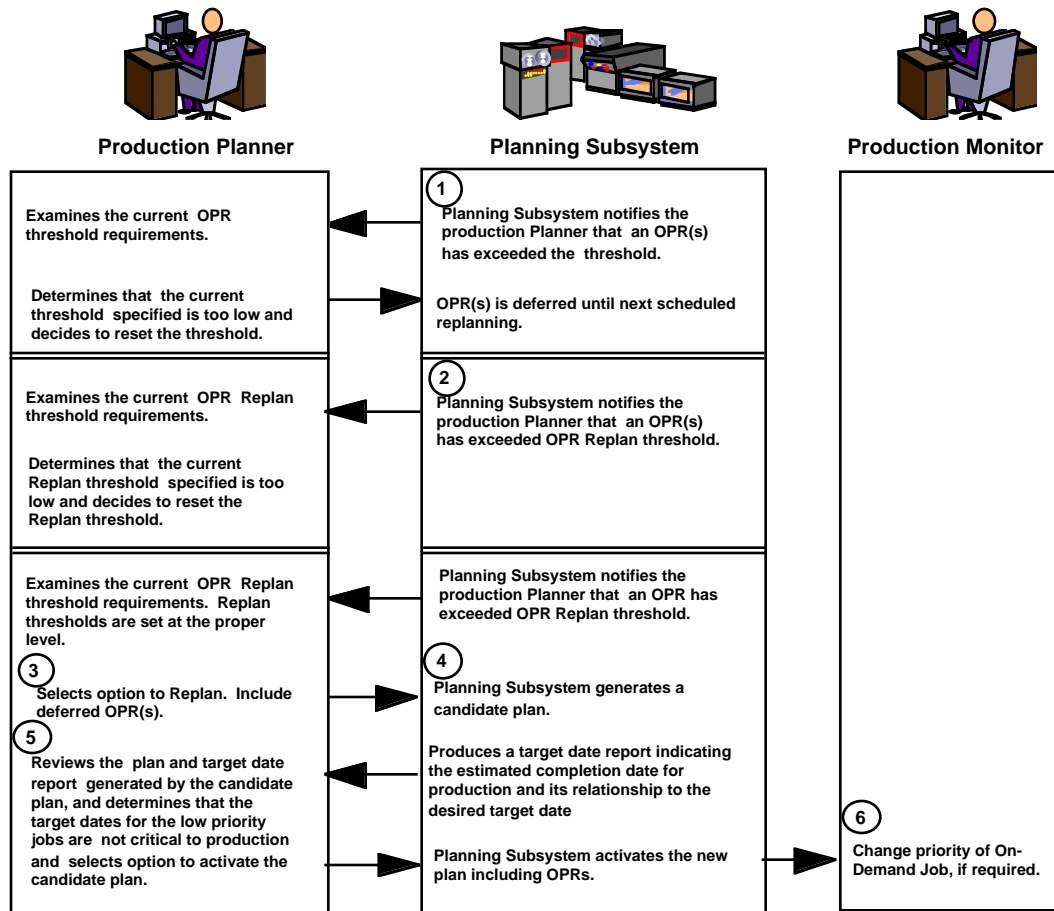 Production Planner
Planning Subsystem
Production Monitor
1
Examines the current OPR
threshold requirements.
Planning Subsystem notifies the
production Planner that an OPR(s)
has exceeded the threshold.
Determines that the current
threshold specified is too low and
decides to reset the threshold.
OPR(s) is deferred until next scheduled
replanning.
2
Examines the current OPR Replan
threshold requirements.
Planning Subsystem notifies the
production Planner that an OPR(s)
has exceeded OPR Replan threshold.
Determines that the current
Replan threshold specified is too
low and decides to reset the
Replan threshold.
Examines the current OPR Replan
threshold requirements. Replan
thresholds are set at the proper
level.
Planning Subsystem notifies the
production Planner that an OPR has
exceeded OPR Replan threshold.
3
Selects option to Replan. Include
deferred OPR(s).
4
Planning Subsystem generates a
candidate plan.
5
Reviews the plan and target date
report generated by the candidate
plan, and determines that the
target dates for the low priority
jobs are not critical to production
and selects option to activate the
candidate plan.
Produces a target date report indicating
the estimated completion date for
production and its relationship to the
desired target date
Planning Subsystem activates the new
plan including OPRs.
6
Change priority of On-
Demand Job, if required.